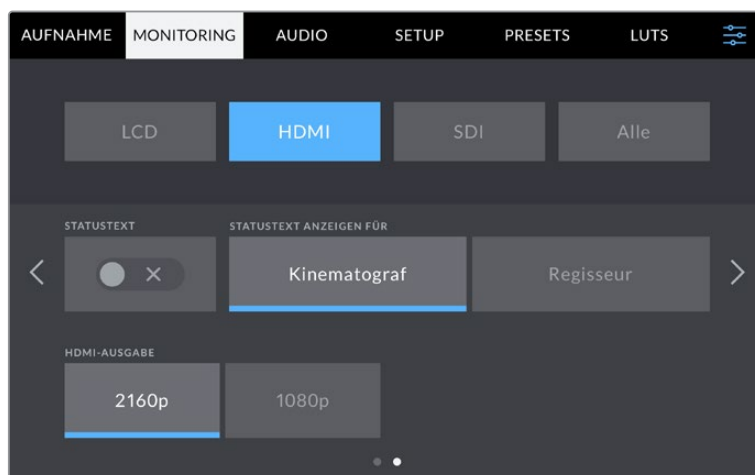 AUFNAHME MONITORING AUDIO SETUP PRESETS LUTS
LCD HDMI SDI Alle
STATUSTEXT STATUSTEXT ANZEIGEN FÜR
Kinematograf Regisseur
HDMI-AUSGABE
2160p 1080p